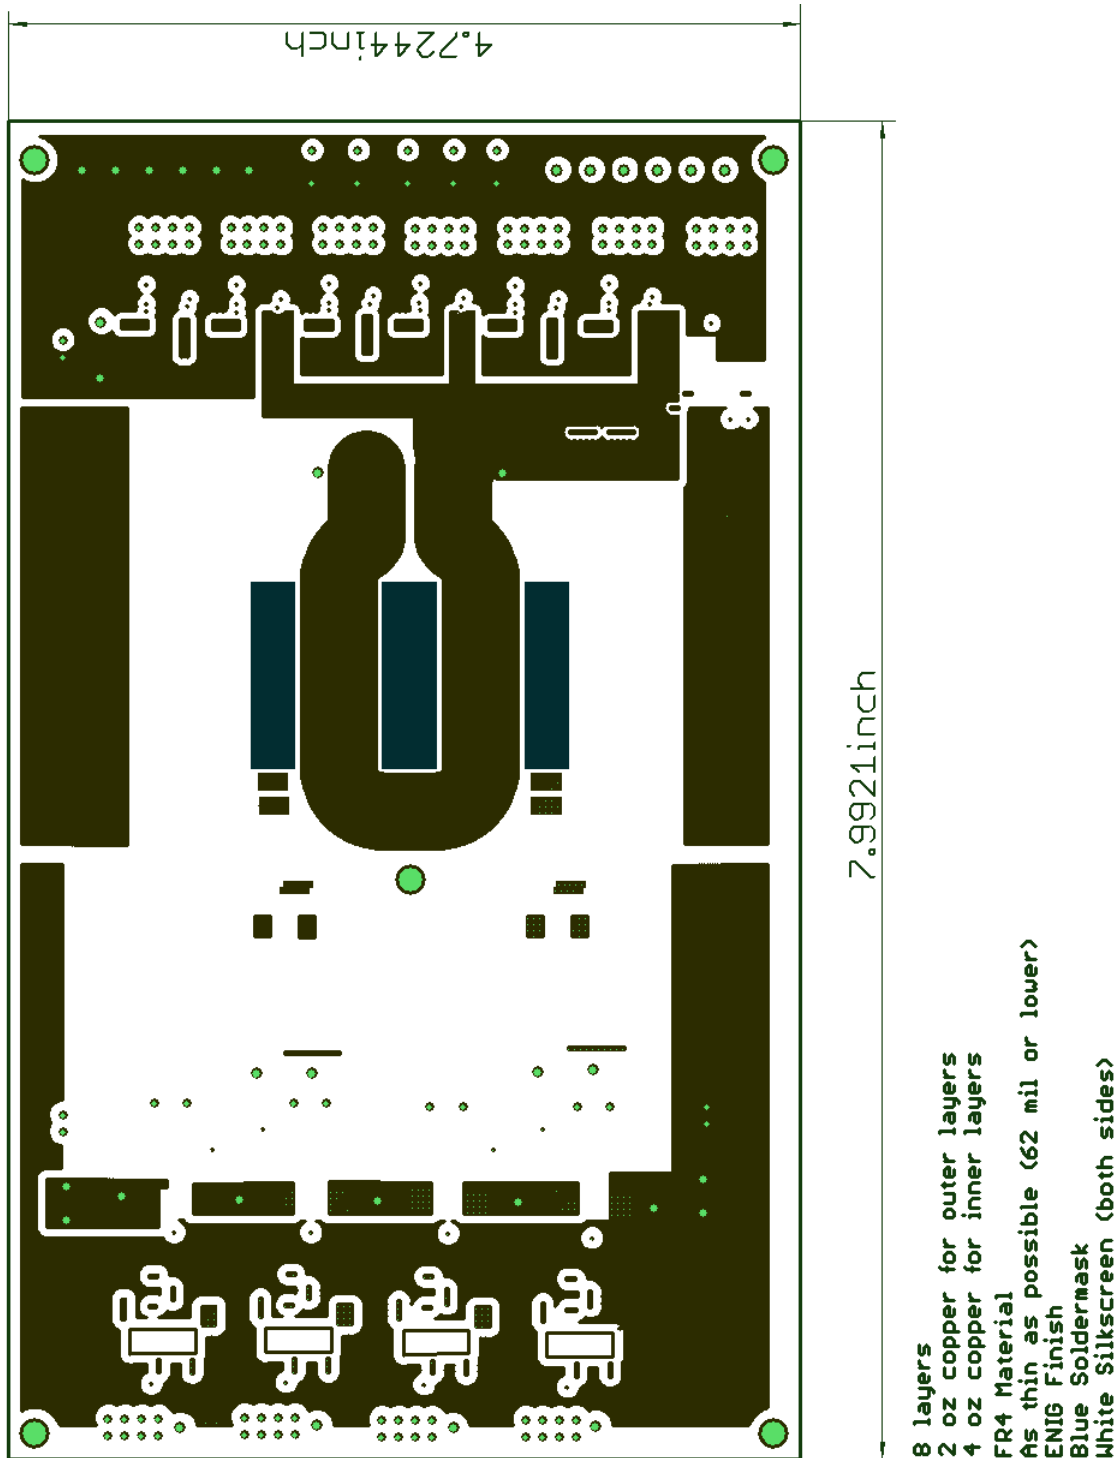 4.7244inch
7.9921inch
8 layers
2 oz copper for outer layers
4 oz copper for inner layers
FR4 Material
As thin as possible (62 mil or lower)
ENIG Finish
Blue Soldermask
White Silkscreen (both sides)